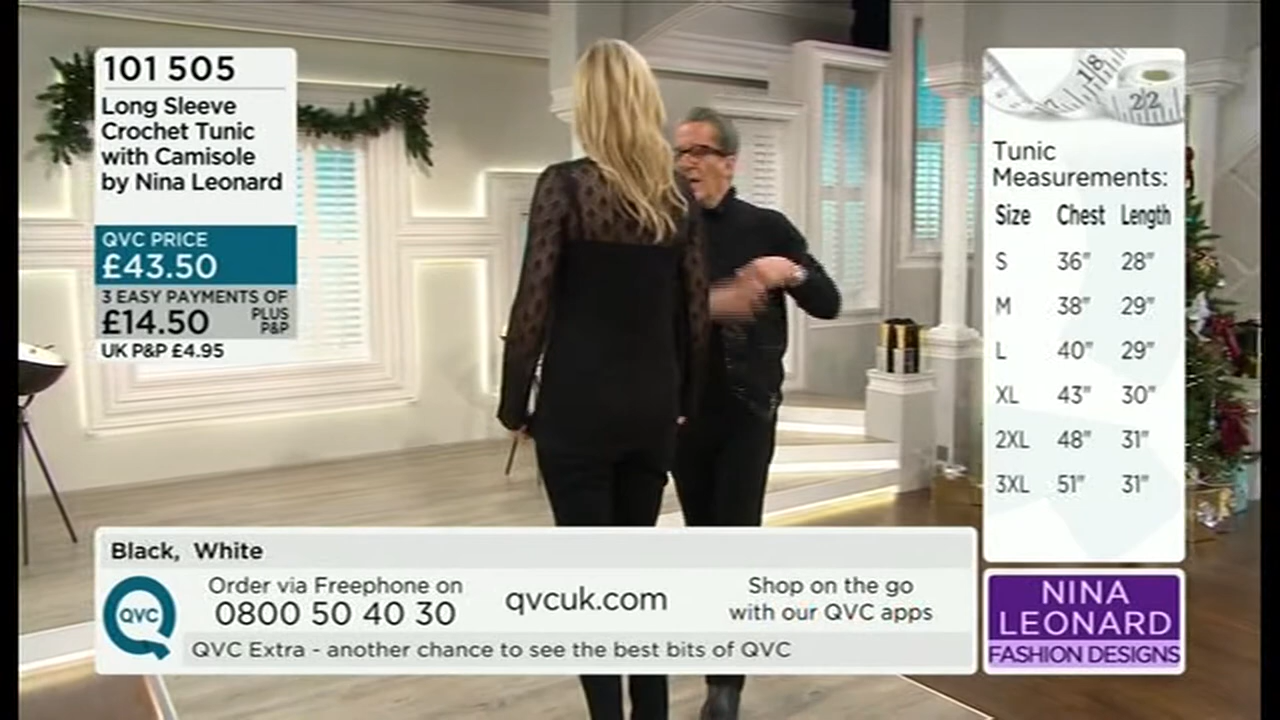 101 505
Long Sleeve
Crochet Tunic
with Camisole
by Nina Leonard
QVC PRICE
£43.50
3 EASY PAYMENTS OF
£14.50 PLUS P&P
UK P&P £4.95
18
22
Tunic
Measurements:
Size Chest Length
S 36” 28”
M 38” 29”
L 40” 29”
XL 43” 30”
2XL 48” 31”
3XL 51” 31”
Black, White
QVC
Order via Freephone on
0800 50 40 30
qvcuk.com
Shop on the go
with our QVC apps
QVC Extra - another chance to see the best bits of QVC
NINA
LEONARD
FASHION DESIGNS